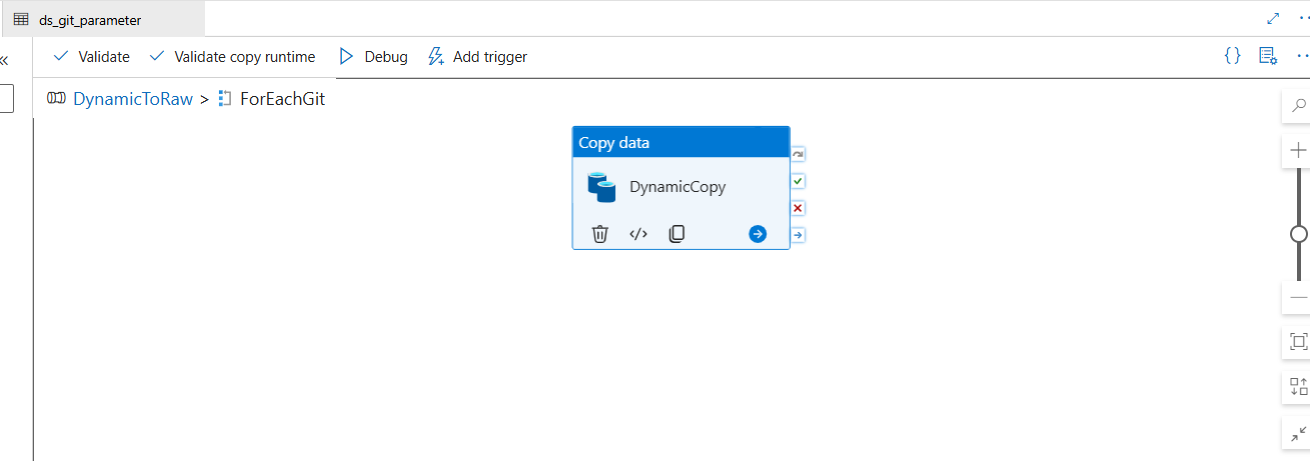 ds_git_parameter
Validate Validate copy runtime Debug Add trigger {}
DynamicToRaw > ForEachGit
Copy data
DynamicCopy